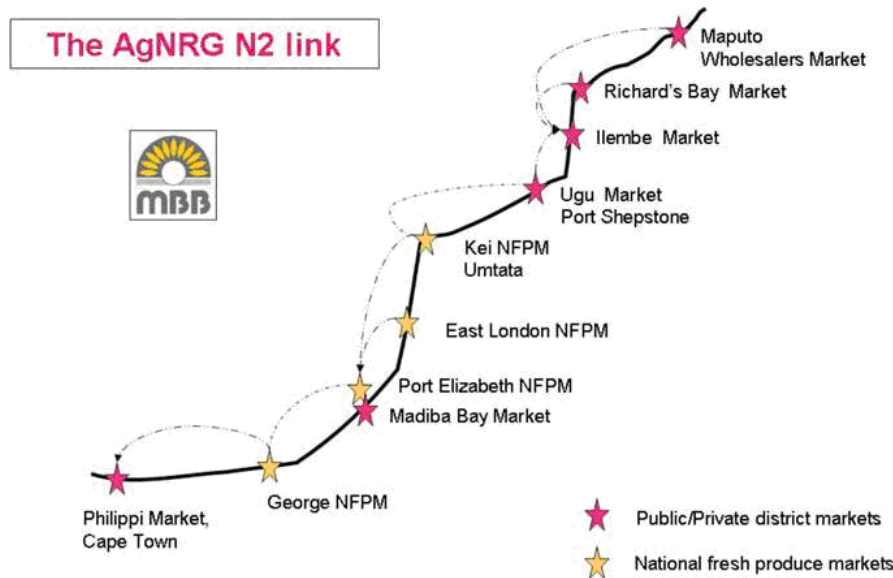 The AgNRG N2 link
MBB
Maputo
Wholesalers Market
Richard's Bay Market
Ilembe Market
Ugu Market
Port Shepstone
Kei NFPM
Umtata
East London NFPM
Port Elizabeth NFPM
Madiba Bay Market
George NFPM
Philippi Market,
Cape Town
Public/Private district markets
National fresh produce markets